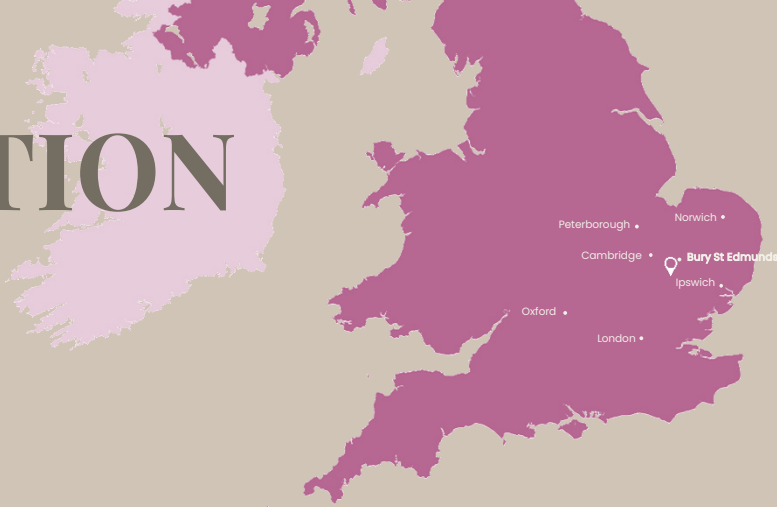 TION
Norwich
Peterborough
Cambridge
Bury St Edmunds
Ipswich
Oxford
London